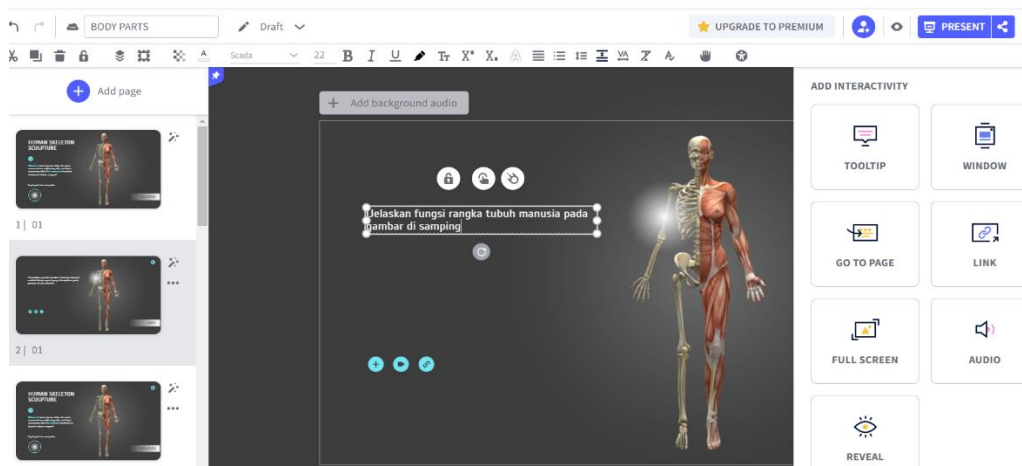 BODY PARTS
Draft
UPGRADE TO PREMIUM
PRESENT
Scada
22
B I U
Add page
HUMAN SKELETON
SCULPTURE
1 | 01
2 | 01
HUMAN SKELETON
SCULPTURE
+ Add background audio
Jelaskan fungsi rangka tubuh manusia pada
gambar di samping
ADD INTERACTIVITY
TOOLTIP
WINDOW
GO TO PAGE
LINK
FULL SCREEN
AUDIO
REVEAL